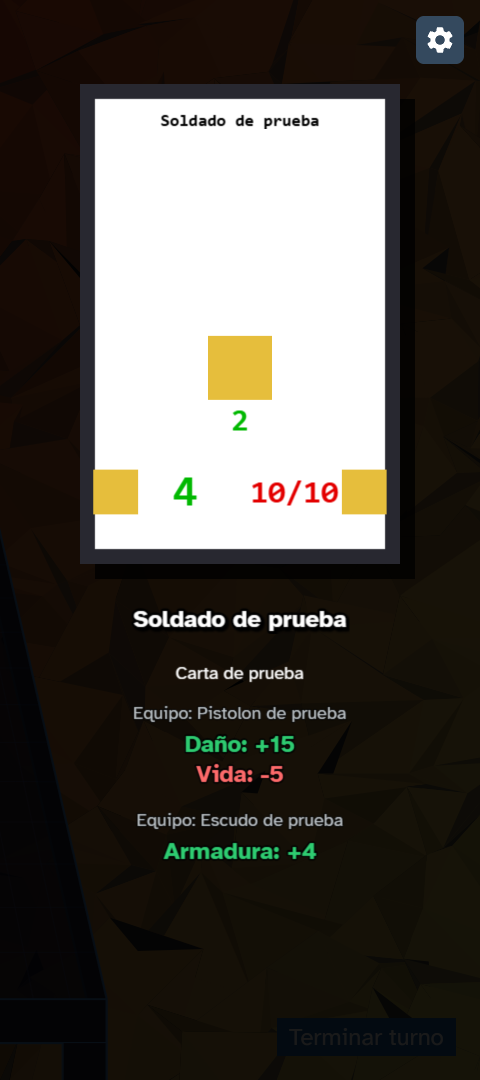 Soldado de prueba
2
4 10/10
Soldado de prueba
Carta de prueba
Equipo: Pistolon de prueba
Daño: +15
Vida: -5
Equipo: Escudo de prueba
Armadura: +4
Terminar turno